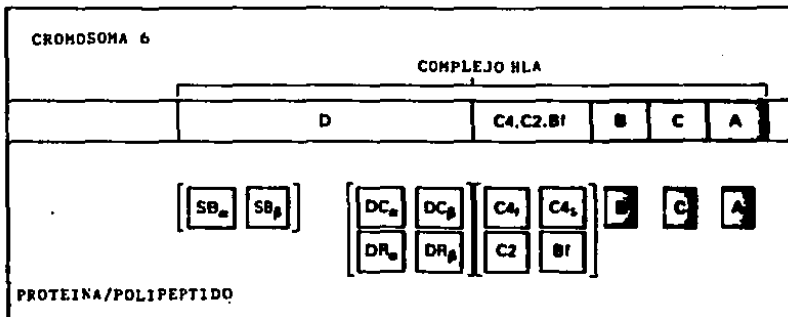 CROMOSOMA 6
COMPLEJO HLA
D C4,C2,Bf B C A
SBα SBβ DCα DCβ C4f C4s B C A
DRα DRβ C2 Bf
PROTEINA/POLIPEPTIDO